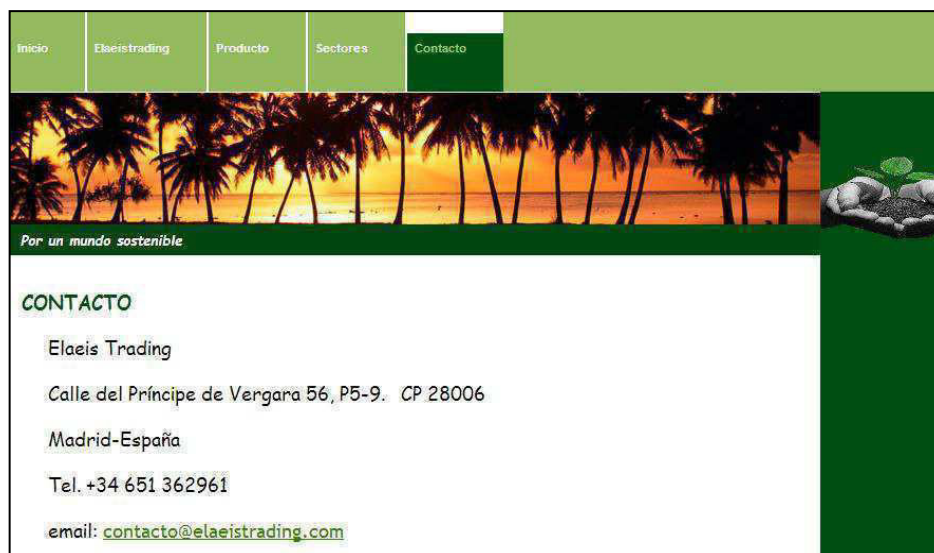 Inicio
Elaeistrading
Producto
Sectores
Contacto
Por un mundo sostenible
CONTACTO
Elaeis Trading
Calle del Príncipe de Vergara 56, P5-9. CP 28006
Madrid-España
Tel. +34 651 362961
email: contacto@elaeistrading.com